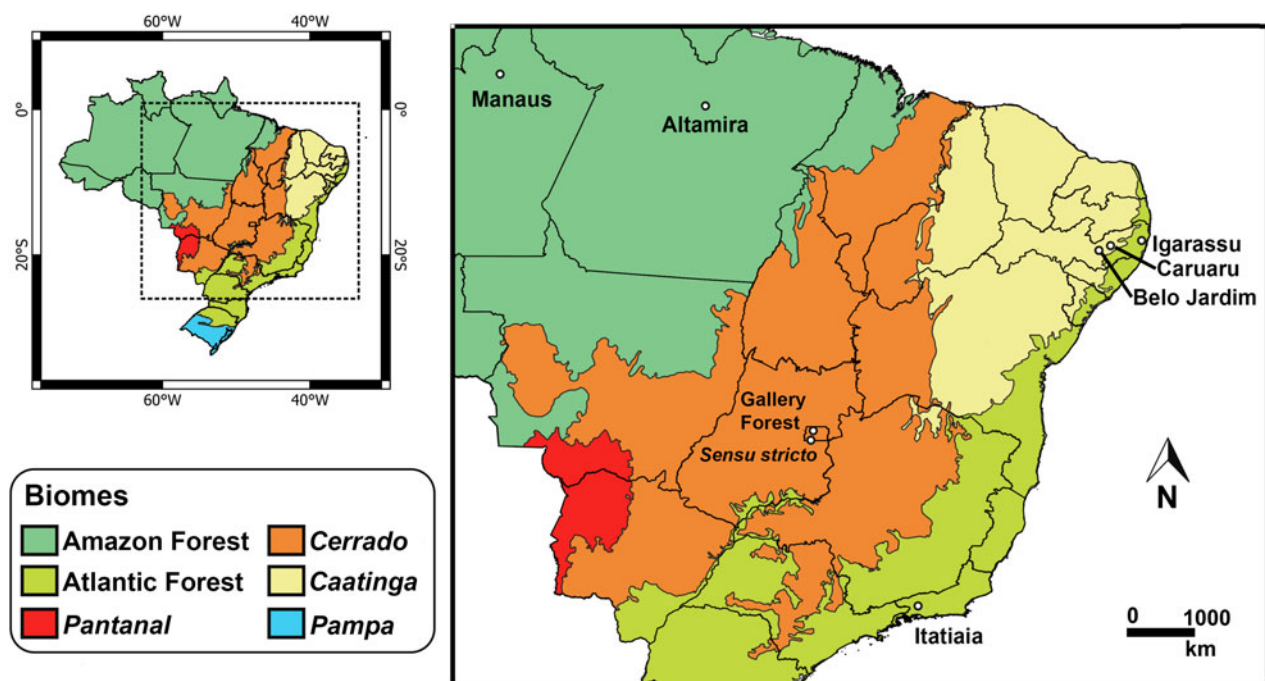 60°W 40°W
0° 0°
20°S 20°S
60°W 40°W
Biomes
Amazon Forest Cerrado
Atlantic Forest Caatinga
Pantanal Pampa
Manaus
Altamira
Igarassu
Caruaru
Belo Jardim
Gallery
Forest
Sensu stricto
N
Itatiaia
0 1000
km